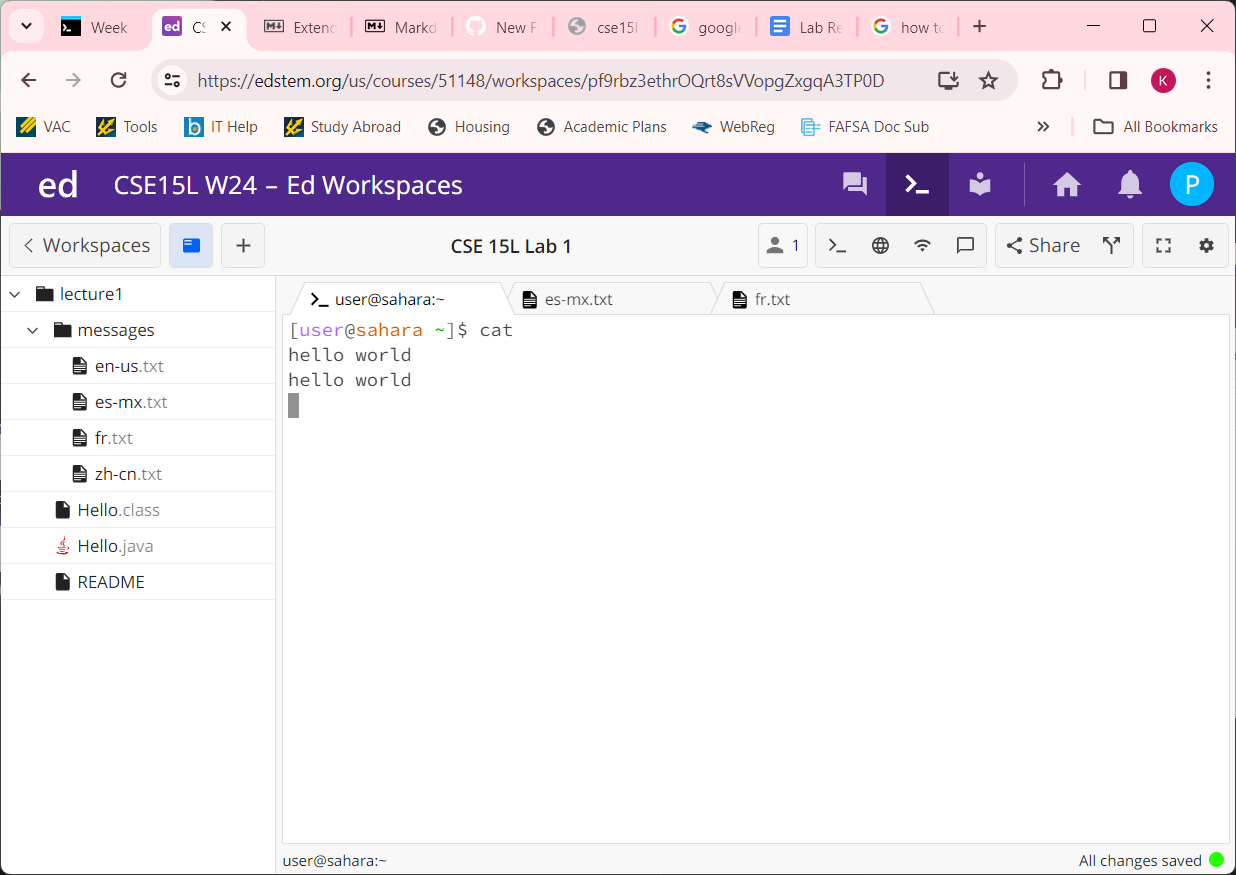 Week
ed CS
Extenc
Markd
New F
cse15l
google
Lab Re
how to
https://edstem.org/us/courses/51148/workspaces/pf9rbz3ethrOQrt8sVVopgZxgqA3TP0D
K
VAC Tools IT Help Study Abroad Housing Academic Plans WebReg FAFSA Doc Sub » All Bookmarks
ed CSE15L W24 – Ed Workspaces P
Workspaces CSE 15L Lab 1 1 Share
lecture1
messages
en-us.txt
es-mx.txt
fr.txt
zh-cn.txt
Hello.class
Hello.java
README
user@sahara:~ es-mx.txt fr.txt
[user@sahara ~]$ cat
hello world
hello world
user@sahara:~ All changes saved